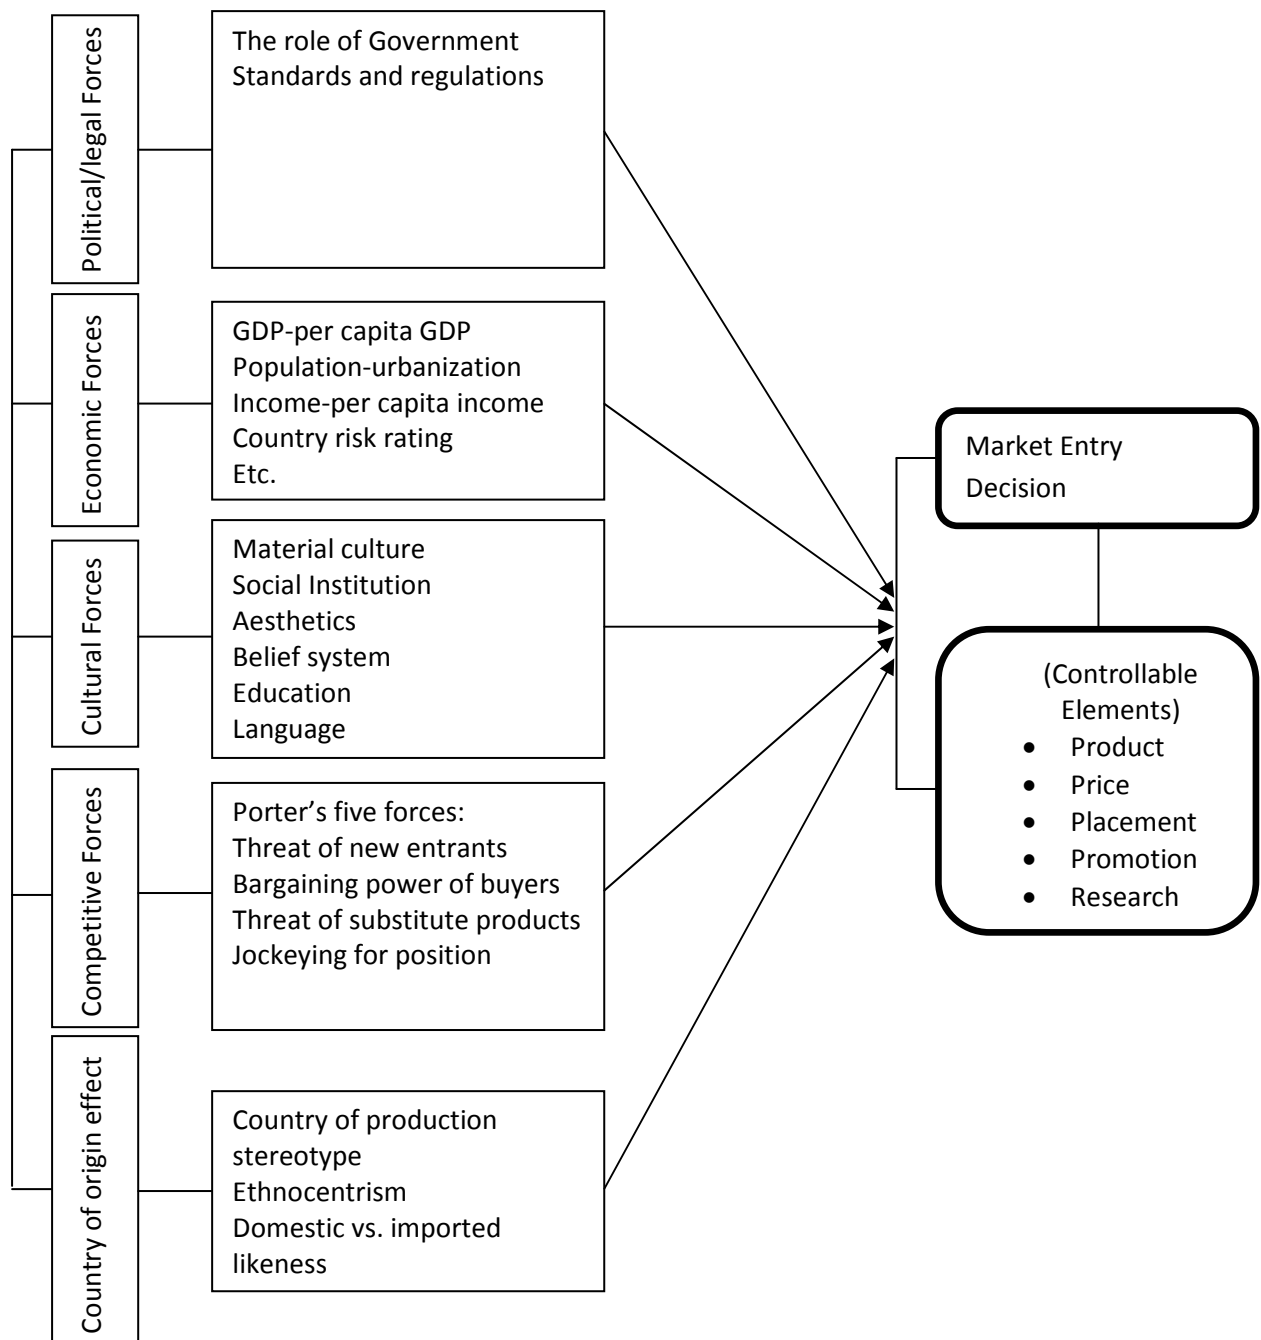 Political/legal Forces
The role of Government
Standards and regulations
Economic Forces
GDP-per capita GDP
Population-urbanization
Income-per capita income
Country risk rating
Etc.
Cultural Forces
Material culture
Social Institution
Aesthetics
Belief system
Education
Language
Competitive Forces
Porter’s five forces:
Threat of new entrants
Bargaining power of buyers
Threat of substitute products
Jockeying for position
Country of origin effect
Country of production
stereotype
Ethnocentrism
Domestic vs. imported
likeness
Market Entry
Decision
(Controllable
Elements)
• Product
• Price
• Placement
• Promotion
• Research